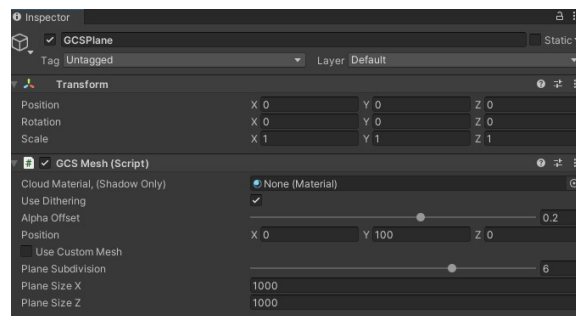 Inspector
GCSPlane Static
Tag Untagged Layer Default
Transform
Position X 0 Y 0 Z 0
Rotation X 0 Y 0 Z 0
Scale X 1 Y 1 Z 1
# GCS Mesh (Script)
Cloud Material, (Shadow Only) None (Material)
Use Dithering
Alpha Offset 0.2
Position X 0 Y 100 Z 0
Use Custom Mesh
Plane Subdivision 6
Plane Size X 1000
Plane Size Z 1000